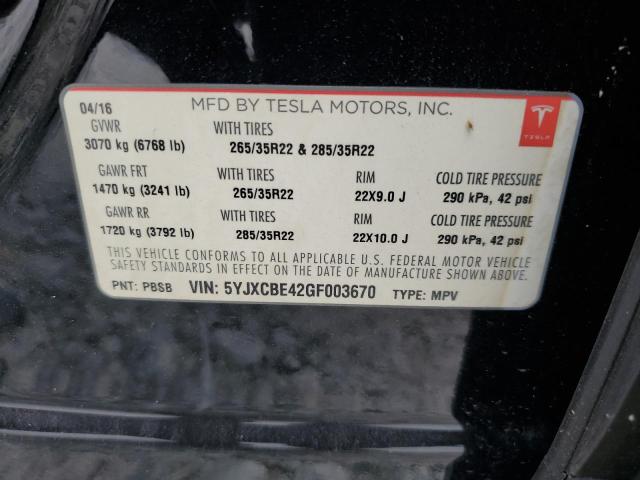 04/16 MFD BY TESLA MOTORS, INC.
GVWR WITH TIRES
3070 kg (6768 lb) 265/35R22 & 285/35R22
TESLA
GAWR FRT WITH TIRES RIM COLD TIRE PRESSURE
1470 kg (3241 lb) 265/35R22 22X9.0 J 290 kPa, 42 psi
GAWR RR WITH TIRES RIM COLD TIRE PRESSURE
1720 kg (3792 lb) 285/35R22 22X10.0 J 290 kPa, 42 psi
THIS VEHICLE CONFORMS TO ALL APPLICABLE U.S. FEDERAL MOTOR VEHICLE
SAFETY STANDARDS IN EFFECT ON THE DATE OF MANUFACTURE SHOWN ABOVE.
PNT: PBSB VIN: 5YJXCBE42GF003670 TYPE: MPV